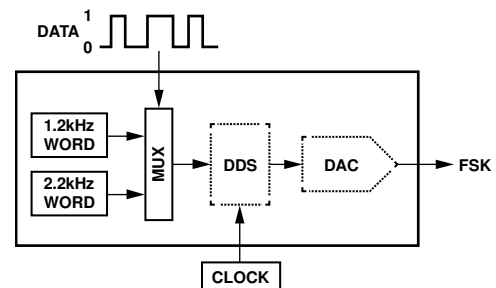 DATA
1
0
1.2kHz
WORD
2.2kHz
WORD
MUX
DDS
DAC
FSK
CLOCK